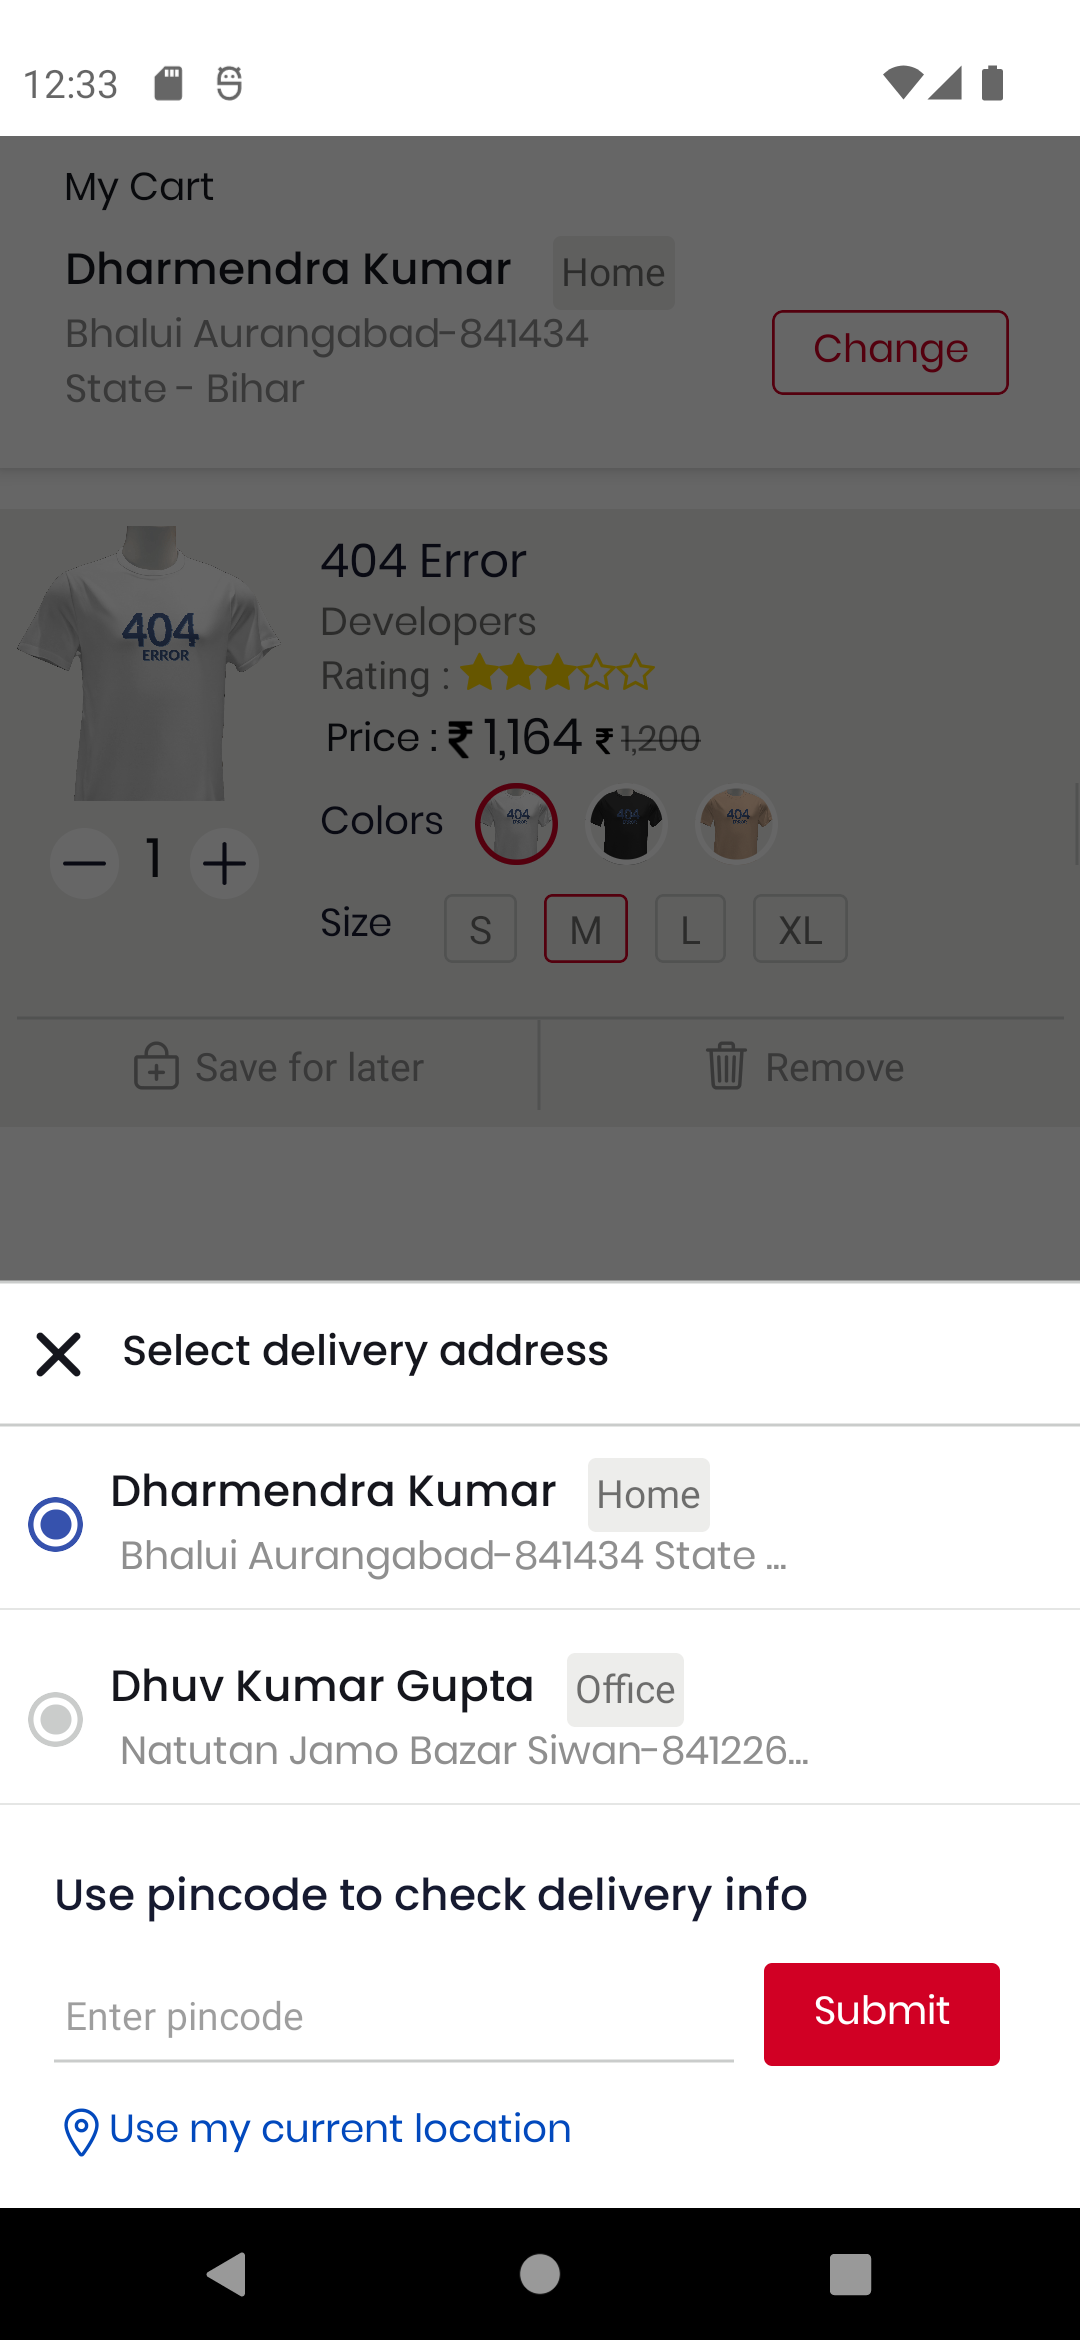 12:33
My Cart
Dharmendra Kumar Home
Bhalui Aurangabad-841434
State - Bihar
Change
404 ERROR
404 Error
Developers
Rating :
Price : ₹ 1,164 ₹ 1,200
Colors
1
Size S M L XL
Save for later
Remove
Select delivery address
Dharmendra Kumar Home
Bhalui Aurangabad-841434 State ...
Dhuv Kumar Gupta Office
Natutan Jamo Bazar Siwan-841226...
Use pincode to check delivery info
Enter pincode
Submit
Use my current location